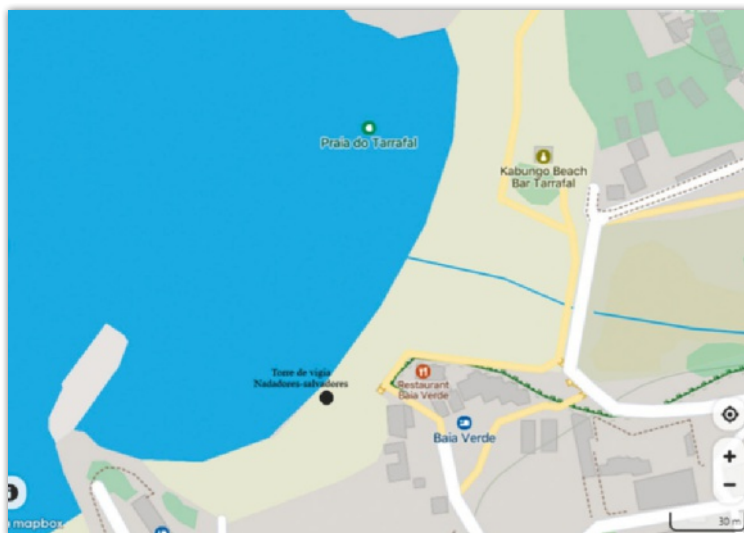 Praia do Tarrafal
Kabungo Beach
Bar Tarrafal
Torre de vigia
Nadadores-salvadores
Restaurant
Baia Verde
Baia Verde
+
−
mapbox
30 m